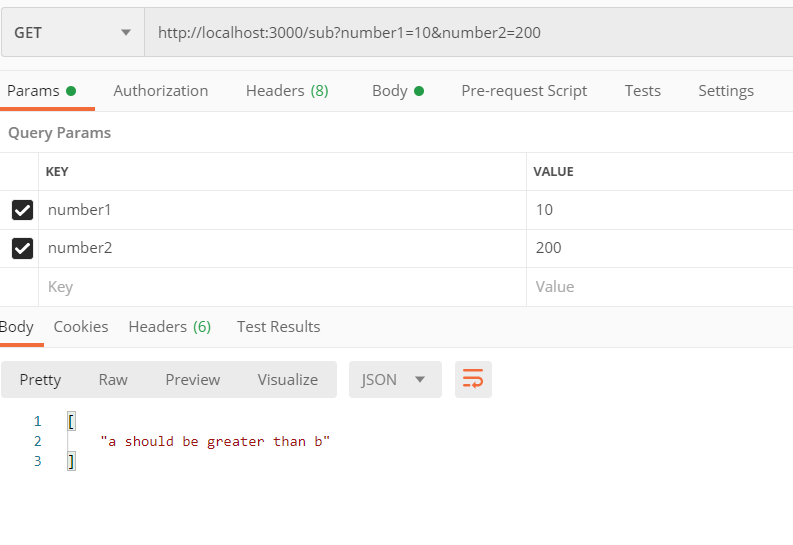 GET http://localhost:3000/sub?number1=10&number2=200
Params Authorization Headers (8) Body Pre-request Script Tests Settings
Query Params
KEY VALUE
number1 10
number2 200
Key Value
Body Cookies Headers (6) Test Results
Pretty Raw Preview Visualize JSON
1 [
2 "a should be greater than b"
3 ]